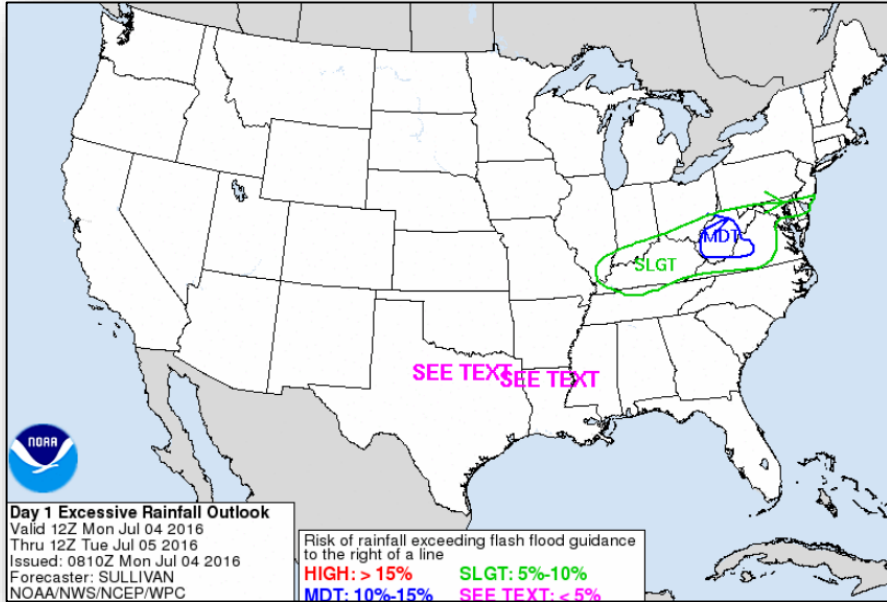 MDT
SLGT
SEE TEXT
SEE TEXT
NOAA
Day 1 Excessive Rainfall Outlook
Valid 12Z Mon Jul 04 2016
Thru 12Z Tue Jul 05 2016
Issued: 0810Z Mon Jul 04 2016
Forecaster: SULLIVAN
NOAA/NWS/NCEP/WPC
Risk of rainfall exceeding flash flood guidance
to the right of a line
HIGH: > 15% SLGT: 5%-10%
MDT: 10%-15% SEE TEXT: < 5%